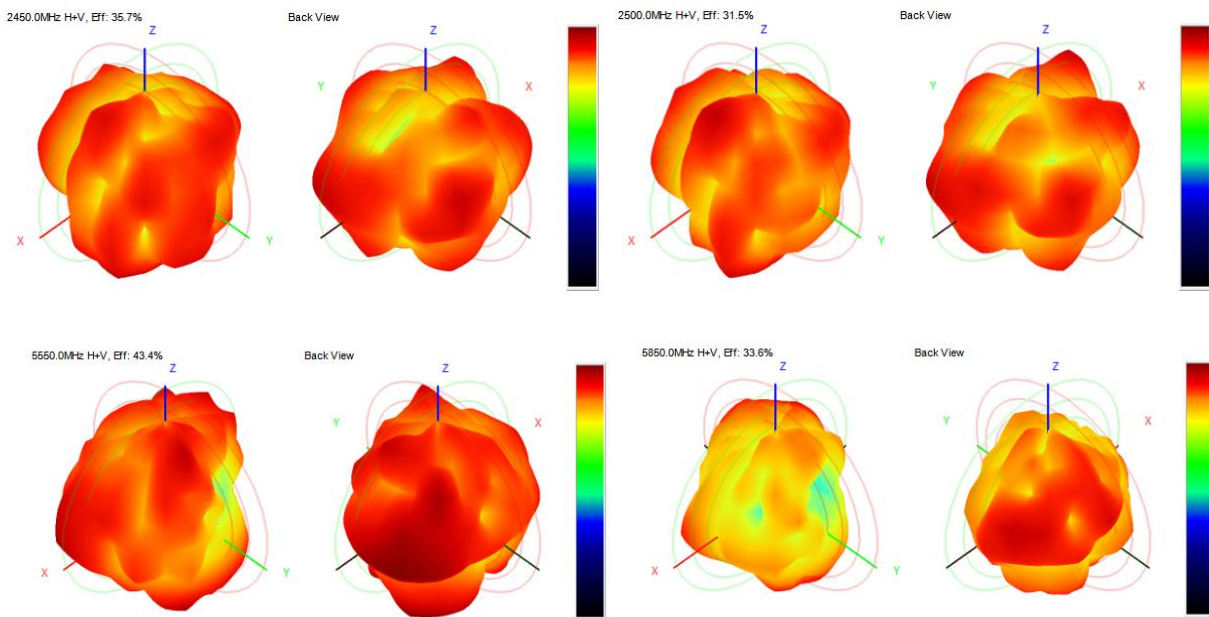 2450.0MHz H+V, Eff: 35.7%
Back View
2500.0MHz H+V, Eff: 31.5%
Back View
Z
Z
Z
Z
Y
X
Y
X
X
Y
X
Y
5550.0MHz H+V, Eff: 43.4%
Back View
5850.0MHz H+V, Eff: 33.6%
Back View
Z
Z
Z
Z
Y
X
Y
X
X
Y
X
Y